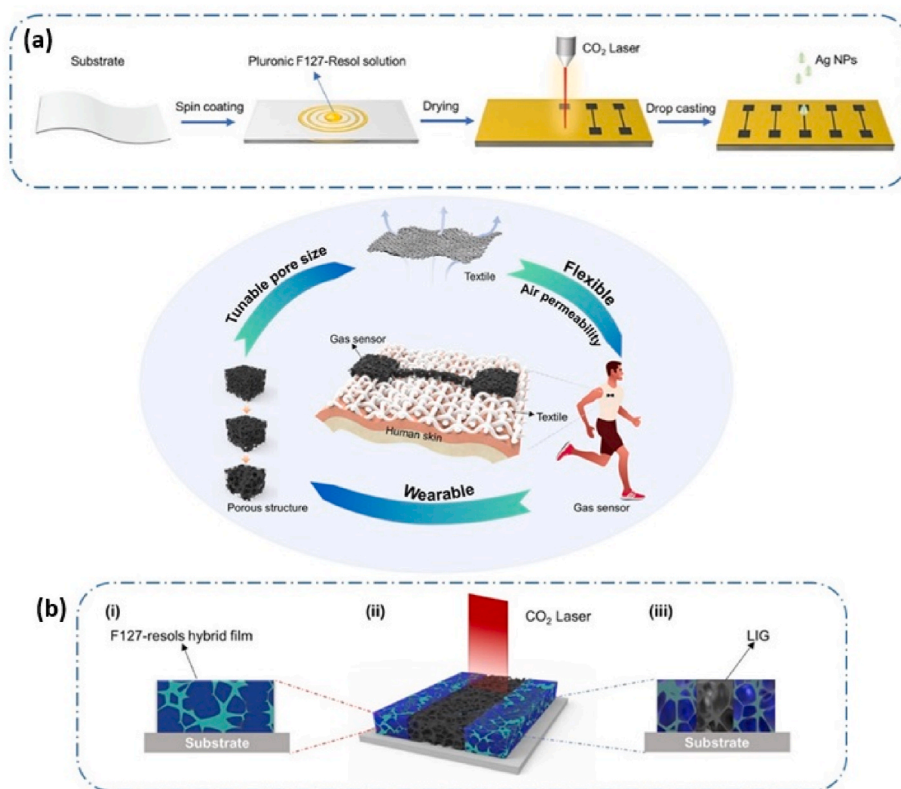 (a)
Substrate
Spin coating
Pluronic F127-Resol solution
Drying
CO₂ Laser
Drop casting
Ag NPs
Tunable pore size
Textile
Flexible
Air permeability
Gas sensor
Textile
Human skin
Porous structure
Wearable
Gas sensor
(b)
(i)
F127-resols hybrid film
Substrate
(ii)
CO₂ Laser
(iii)
LIG
Substrate